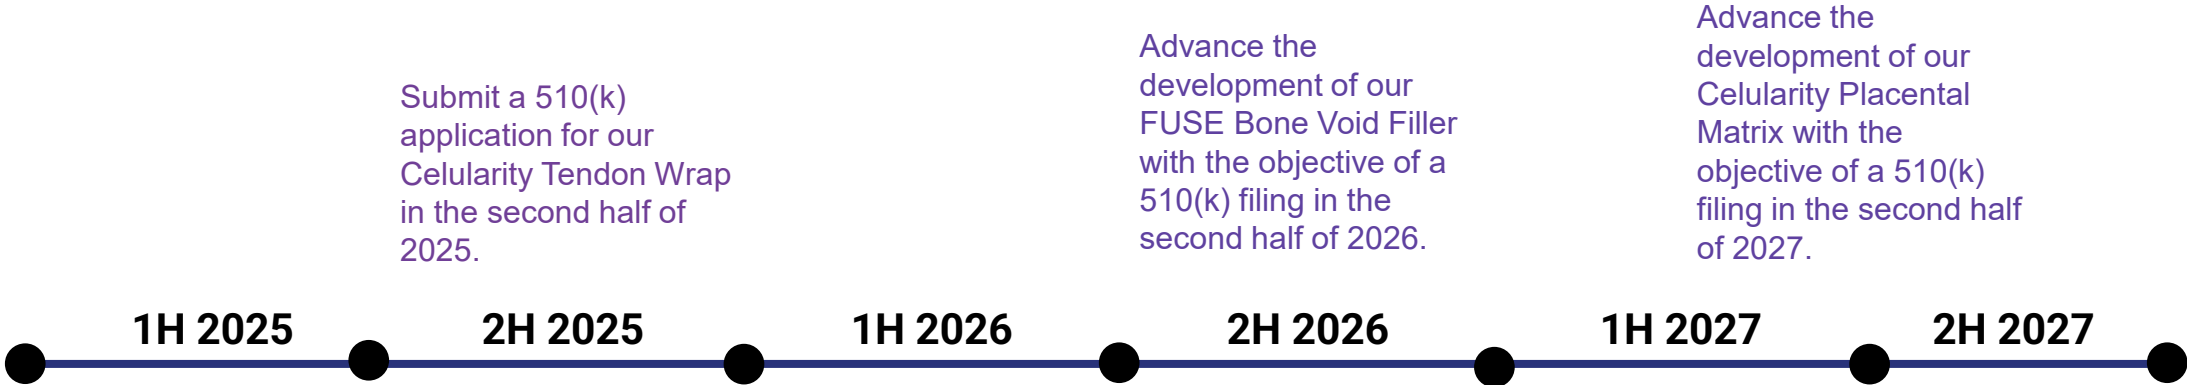 Submit a 510(k)
application for our
Celularity Tendon Wrap
in the second half of
2025.
Advance the
development of our
FUSE Bone Void Filler
with the objective of a
510(k) filing in the
second half of 2026.
Advance the
development of our
Celularity Placental
Matrix with the
objective of a 510(k)
filing in the second half
of 2027.
1H 2025
2H 2025
1H 2026
2H 2026
1H 2027
2H 2027